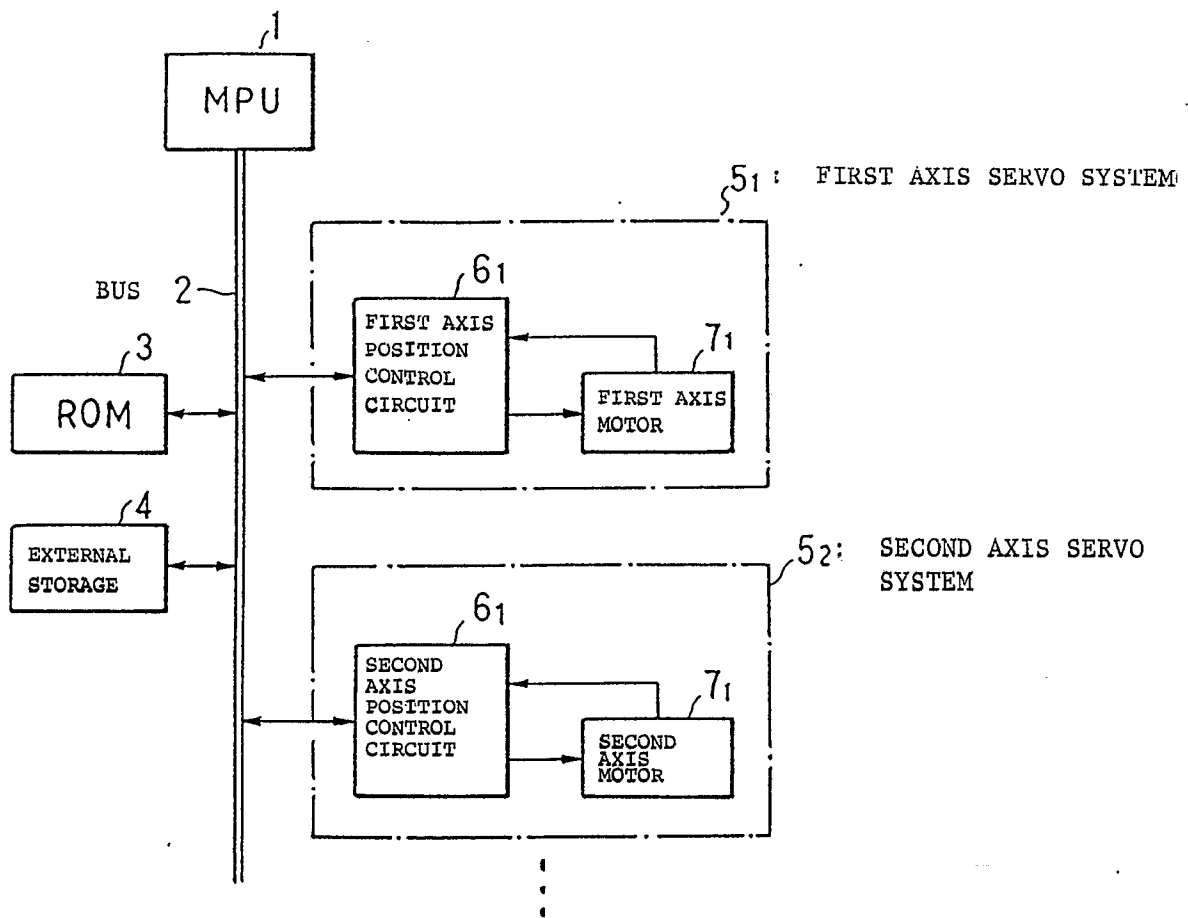 1
MPU
5₁ : FIRST AXIS SERVO SYSTEM
BUS 2
6₁
FIRST AXIS
POSITION
CONTROL
CIRCUIT
7₁
FIRST AXIS
MOTOR
3
ROM
4
EXTERNAL
STORAGE
5₂: SECOND AXIS SERVO
SYSTEM
6₁
SECOND
AXIS
POSITION
CONTROL
CIRCUIT
7₁
SECOND
AXIS
MOTOR